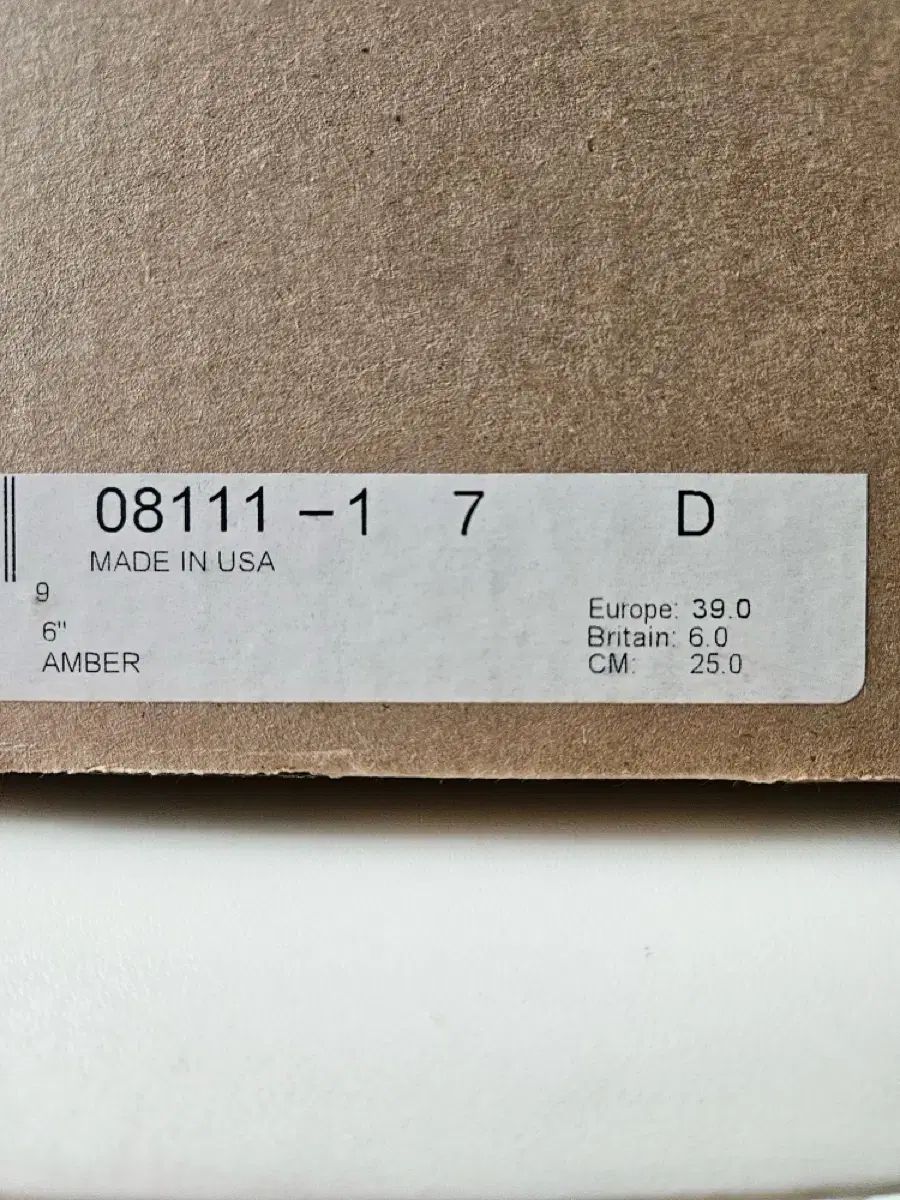 08111 -1 7 D
MADE IN USA
9
6"
AMBER
Europe: 39.0
Britain: 6.0
CM: 25.0